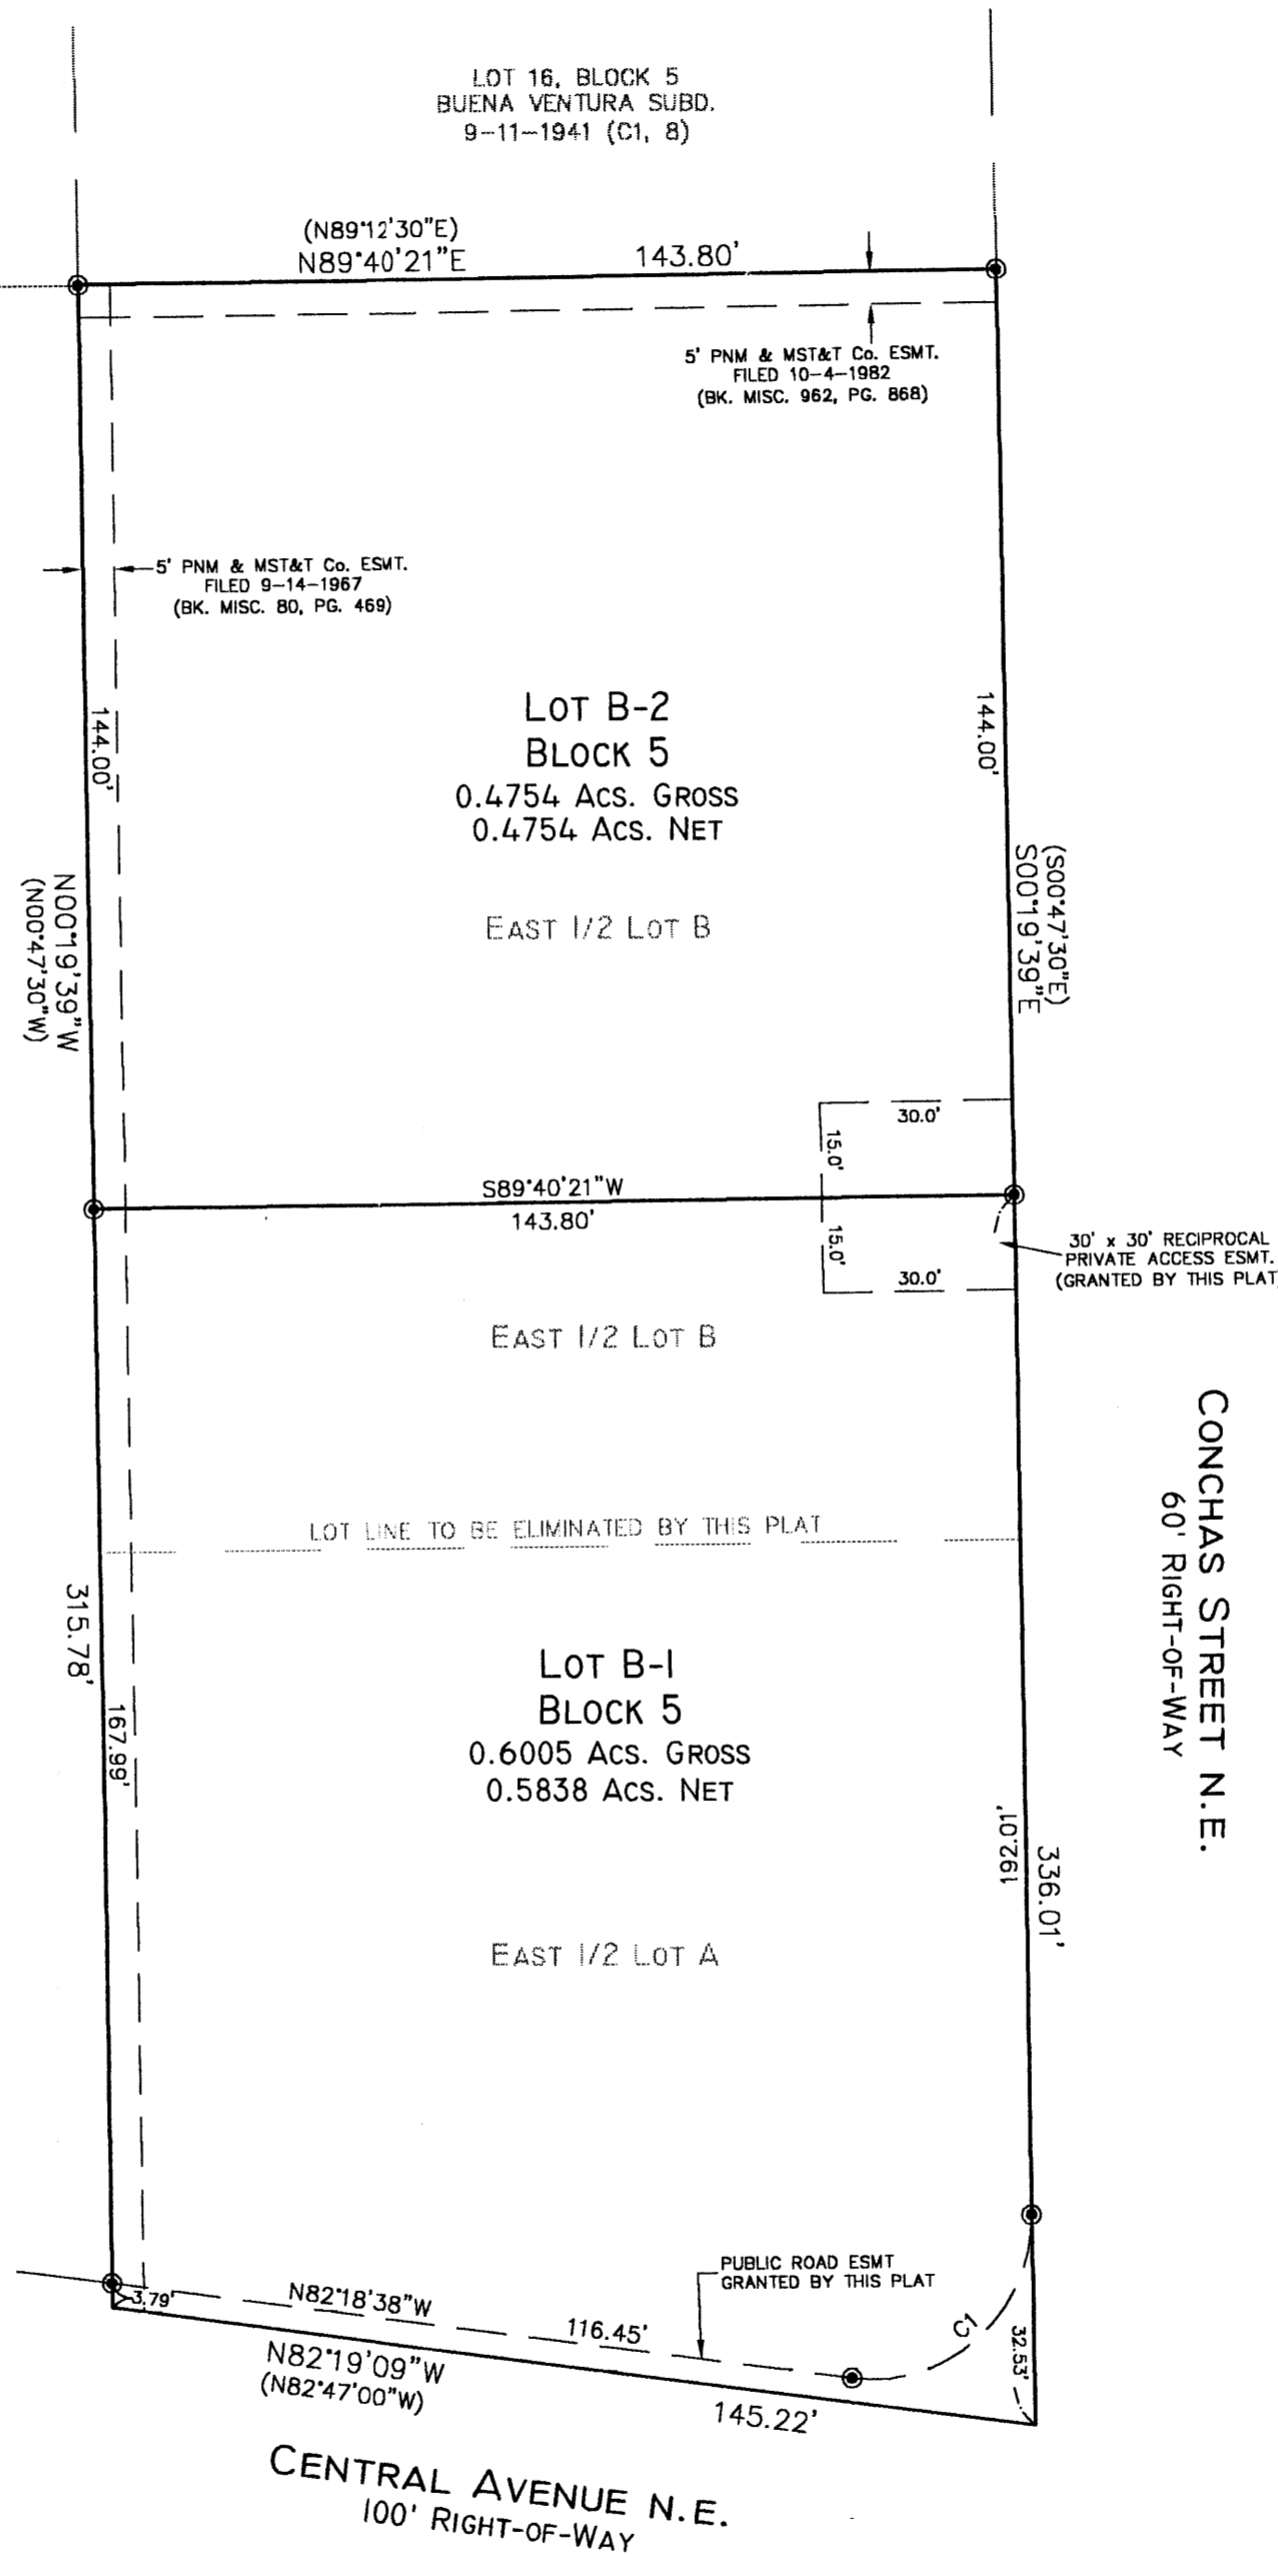 LOT 16, BLOCK 5
BUENA VENTURA SUBD.
9-11-1941 (C1, 8)
(N89°12'30"E)
N89°40'21"E
143.80'
5' PNM & MST&T Co. ESMT.
FILED 10-4-1982
(BK. MISC. 962, PG. 868)
5' PNM & MST&T Co. ESMT.
FILED 9-14-1967
(BK. MISC. 80, PG. 469)
144.00'
LOT B-2
BLOCK 5
0.4754 ACS. GROSS
0.4754 ACS. NET
144.00'
N00°19'39"W
(N00°47'30"W)
EAST 1/2 LOT B
(S00°47'30"E)
S00°19'39"E
30.0'
15.0'
S89°40'21"W
143.80'
15.0'
30.0'
30' x 30' RECIPROCAL
PRIVATE ACCESS ESMT.
(GRANTED BY THIS PLAT
EAST 1/2 LOT B
CONCHAS STREET N.E.
60' RIGHT-OF-WAY
LOT LINE TO BE ELIMINATED BY THIS PLAT
315.78'
167.99'
LOT B-1
BLOCK 5
0.6005 ACS. GROSS
0.5838 ACS. NET
192.01'
336.01'
EAST 1/2 LOT A
PUBLIC ROAD ESMT
GRANTED BY THIS PLAT
3.79'
N82°18'38"W
116.45'
32.53'
N82°19'09"W
(N82°47'00"W)
145.22'
CENTRAL AVENUE N.E.
100' RIGHT-OF-WAY